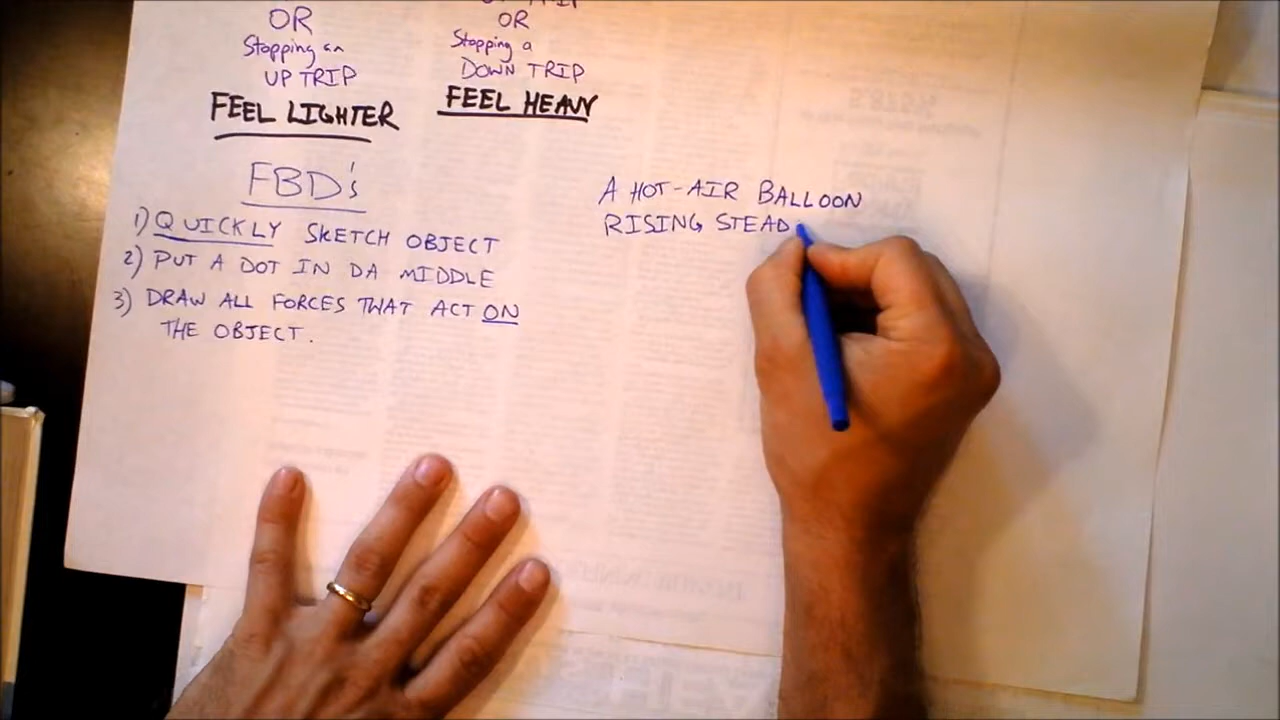 OR
Stopping an
UP TRIP
FEEL LIGHTER
OR
Stopping a
DOWN TRIP
FEEL HEAVY
FBD's
1) QUICKLY SKETCH OBJECT
2) PUT A DOT IN DA MIDDLE
3) DRAW ALL FORCES THAT ACT ON
THE OBJECT.
A HOT-AIR BALLOON
RISING STEAD